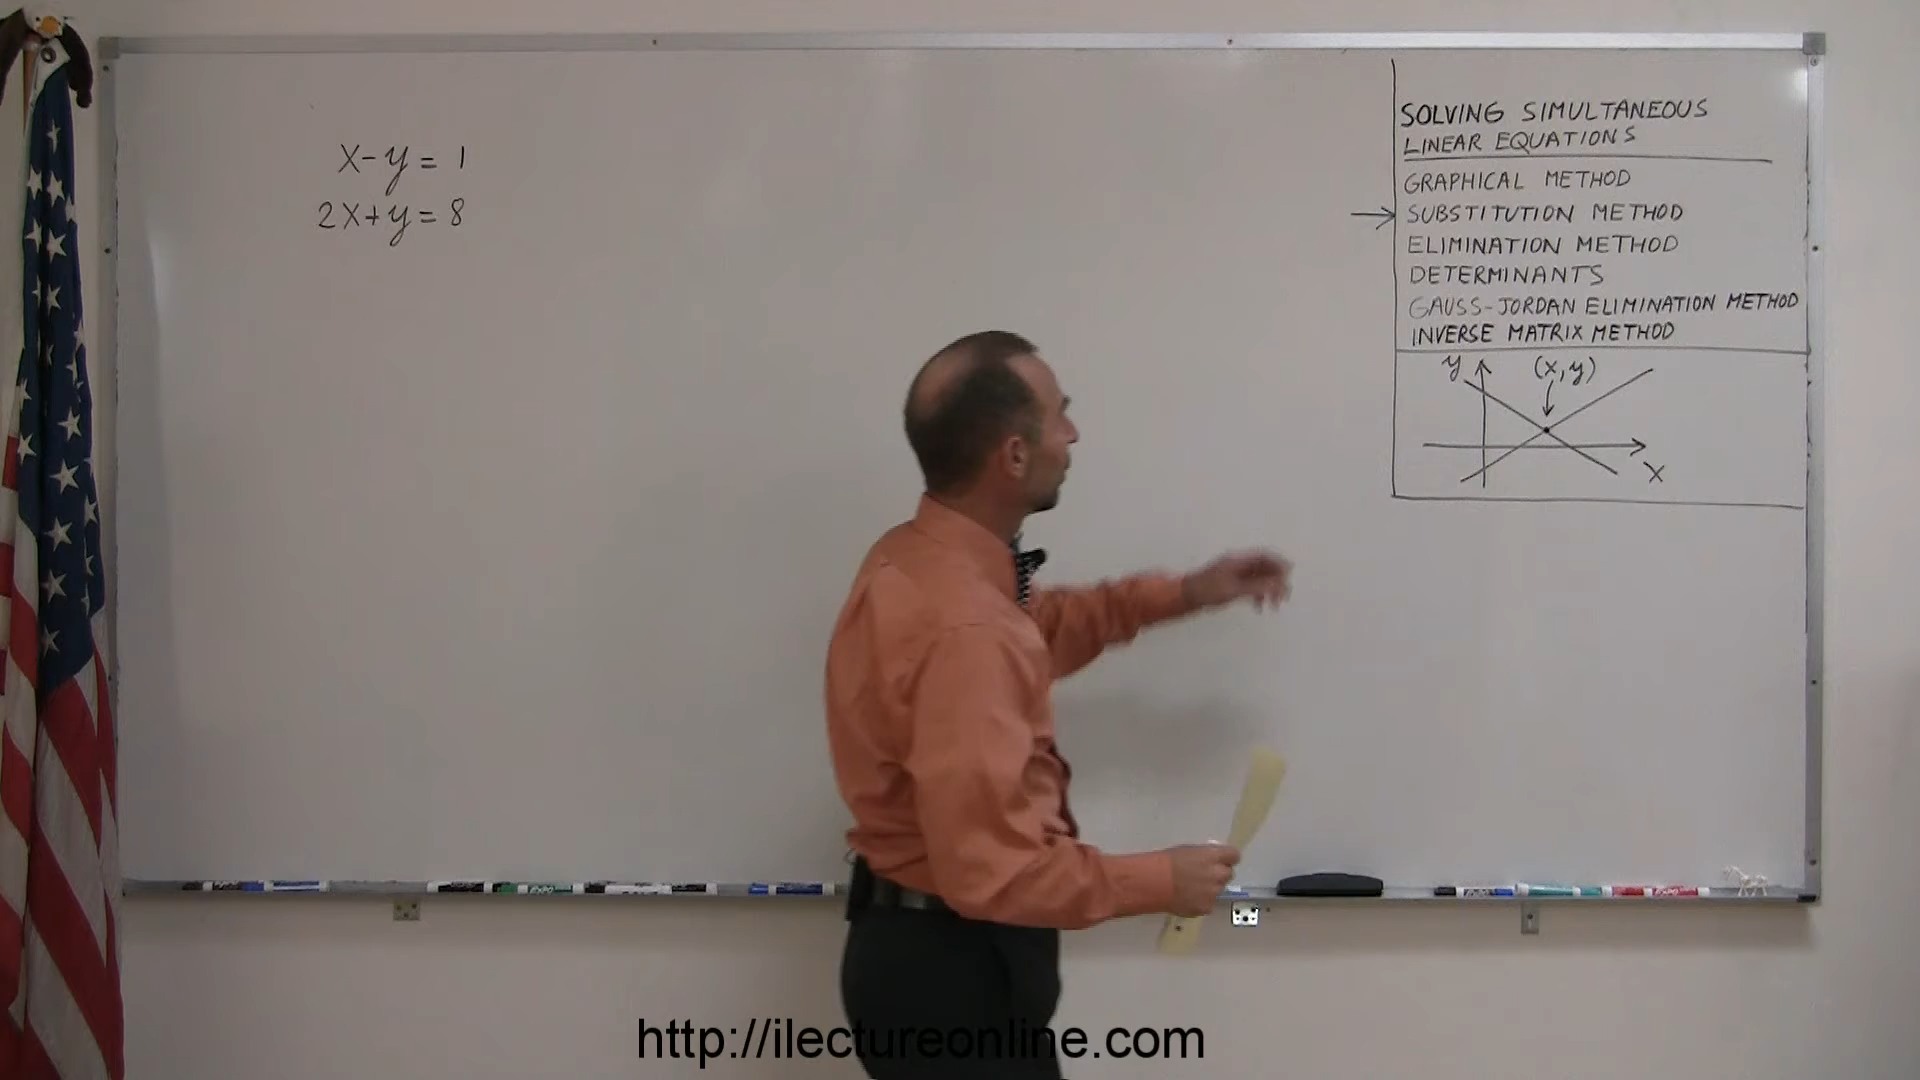 x-y = 1
2x+y = 8
SOLVING SIMULTANEOUS
LINEAR EQUATIONS
GRAPHICAL METHOD
→ SUBSTITUTION METHOD
ELIMINATION METHOD
DETERMINANTS
GAUSS-JORDAN ELIMINATION METHOD
INVERSE MATRIX METHOD
y (x,y)
x
http://ilectureonline.com